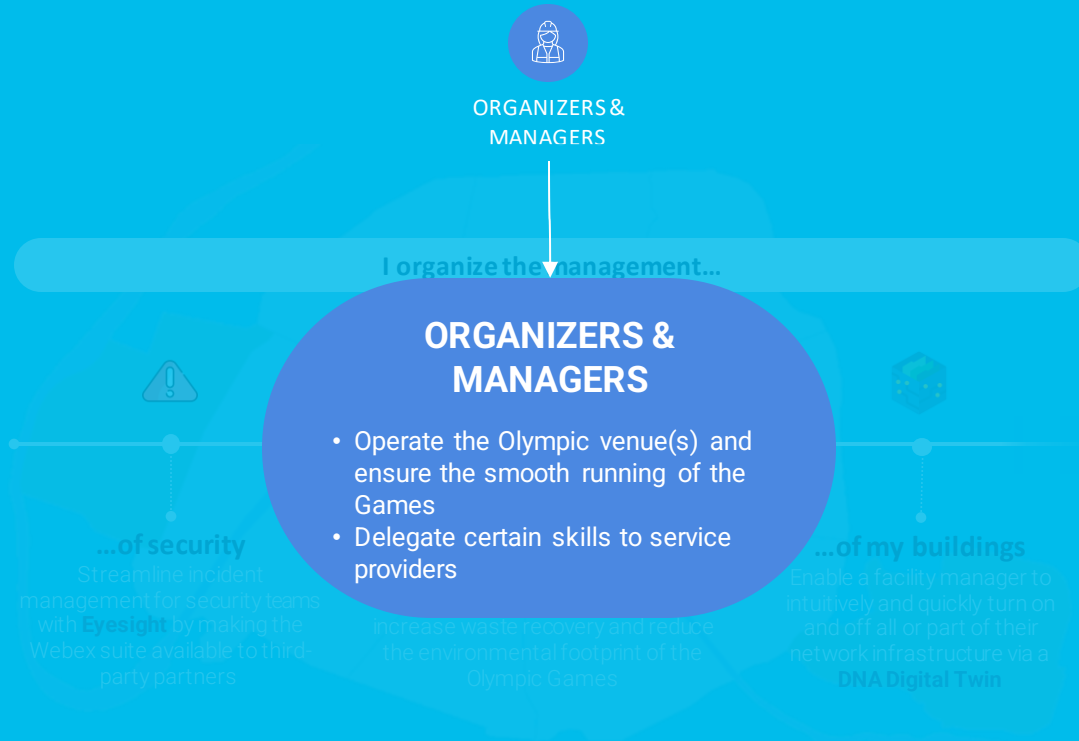 ORGANIZERS &
MANAGERS
I organize the management…
ORGANIZERS &
MANAGERS
• Operate the Olympic venue(s) and
ensure the smooth running of the
Games
• Delegate certain skills to service
providers
…of security
Streamline incident
management for security teams
with Eyesight by making the
Webex suite available to third-
party partners
increase waste recovery and reduce
the environmental footprint of the
Olympic Games
…of my buildings
Enable a facility manager to
intuitively and quickly turn on
and off all or part of their
network infrastructure via a
DNA Digital Twin